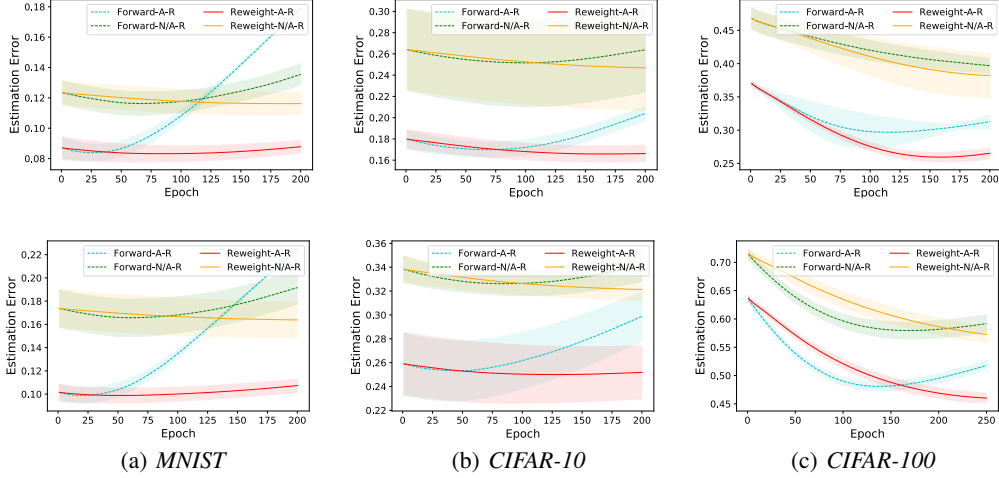 Forward-A-R
Forward-N/A-R
Reweight-A-R
Reweight-N/A-R
Estimation Error
0.18
0.16
0.14
0.12
0.10
0.08
0 25 50 75 100 125 150 175 200
Epoch
Forward-A-R
Forward-N/A-R
Reweight-A-R
Reweight-N/A-R
Estimation Error
0.30
0.28
0.26
0.24
0.22
0.20
0.18
0.16
0 25 50 75 100 125 150 175 200
Epoch
Forward-A-R
Forward-N/A-R
Reweight-A-R
Reweight-N/A-R
Estimation Error
0.45
0.40
0.35
0.30
0.25
0 25 50 75 100 125 150 175 200
Epoch
Forward-A-R
Forward-N/A-R
Reweight-A-R
Reweight-N/A-R
Estimation Error
0.22
0.20
0.18
0.16
0.14
0.12
0.10
0 25 50 75 100 125 150 175 200
Epoch
Forward-A-R
Forward-N/A-R
Reweight-A-R
Reweight-N/A-R
Estimation Error
0.36
0.34
0.32
0.30
0.28
0.26
0.24
0.22
0 25 50 75 100 125 150 175 200
Epoch
Forward-A-R
Forward-N/A-R
Reweight-A-R
Reweight-N/A-R
Estimation Error
0.70
0.65
0.60
0.55
0.50
0.45
0 50 100 150 200 250
Epoch
(a) MNIST
(b) CIFAR-10
(c) CIFAR-100